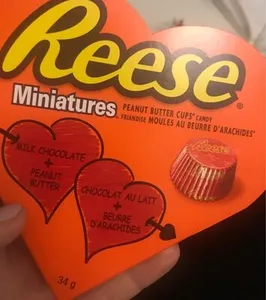 Reese
Miniatures PEANUT BUTTER CUPS* CANDY
FRIANDISE MOULES AU BEURRE D'ARACHIDES*
MILK CHOCOLATE
+
PEANUT
BUTTER
CHOCOLAT AU LAIT
+
BEURRE
D'ARACHIDES
Reese
34 g